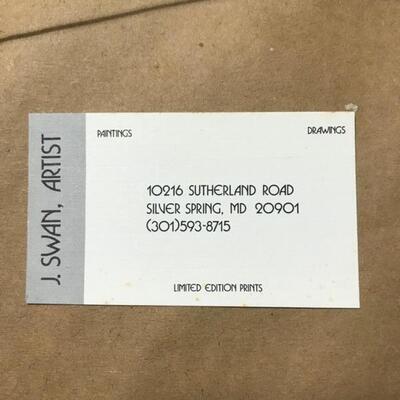 J. SWAN, ARTIST
PAINTINGS
DRAWINGS
10216 SUTHERLAND ROAD
SILVER SPRING, MD 20901
(301)593-8715
LIMITED EDITION PRINTS